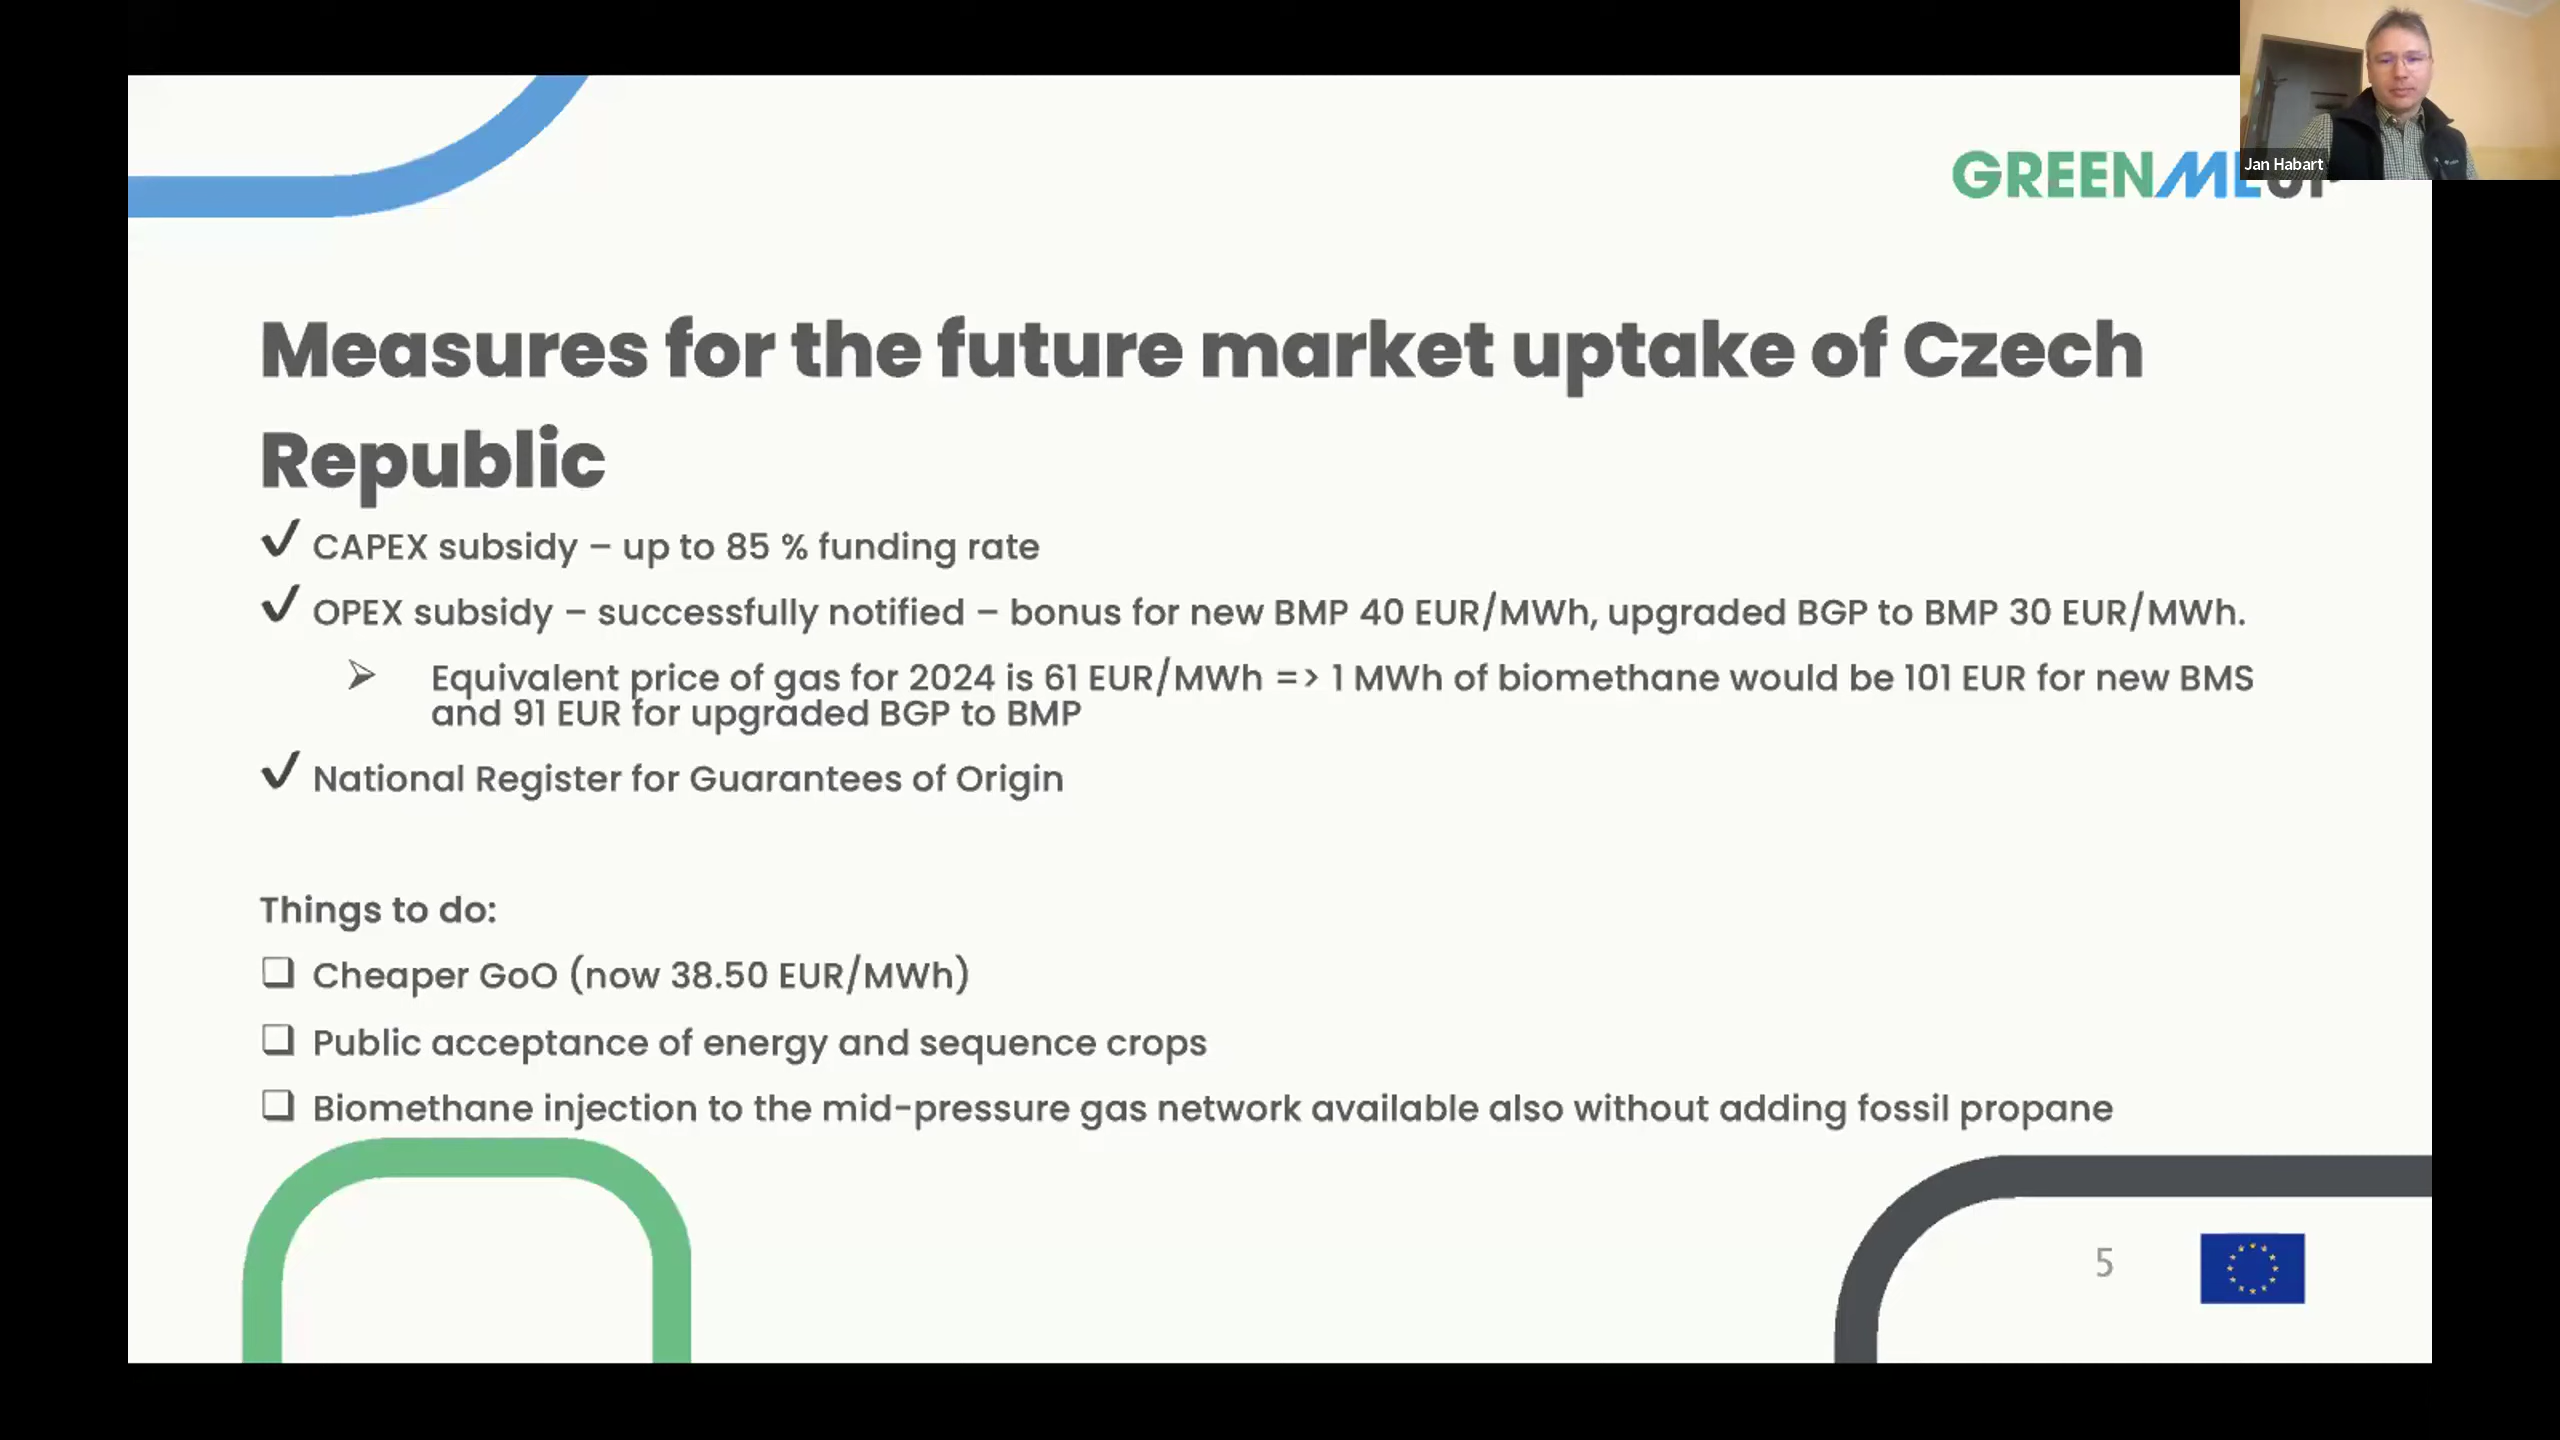 Jan Habart
GREENMEUP
Measures for the future market uptake of Czech
Republic
✓ CAPEX subsidy – up to 85 % funding rate
✓ OPEX subsidy – successfully notified – bonus for new BMP 40 EUR/MWh, upgraded BGP to BMP 30 EUR/MWh.
➢ Equivalent price of gas for 2024 is 61 EUR/MWh => 1 MWh of biomethane would be 101 EUR for new BMS
and 91 EUR for upgraded BGP to BMP
✓ National Register for Guarantees of Origin
Things to do:
❑ Cheaper GoO (now 38.50 EUR/MWh)
❑ Public acceptance of energy and sequence crops
❑ Biomethane injection to the mid-pressure gas network available also without adding fossil propane
5